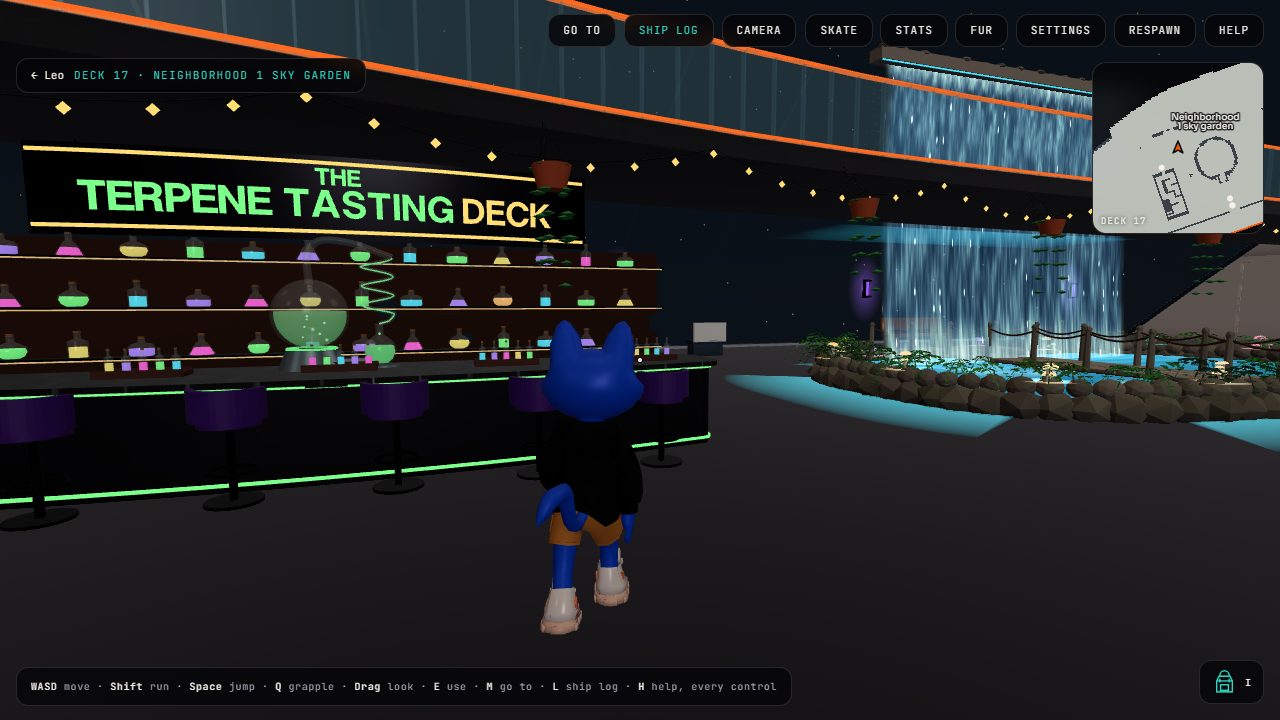 GO TO
SHIP LOG
CAMERA
SKATE
STATS
FUR
SETTINGS
RESPAWN
HELP
← Leo DECK 17 · NEIGHBORHOOD 1 SKY GARDEN
Neighborhood
1 sky garden
DECK 17
THE
TERPENE TASTING DECK
WASD move · Shift run · Space jump · Q grapple · Drag look · E use · M go to · L ship log · H help, every control
I